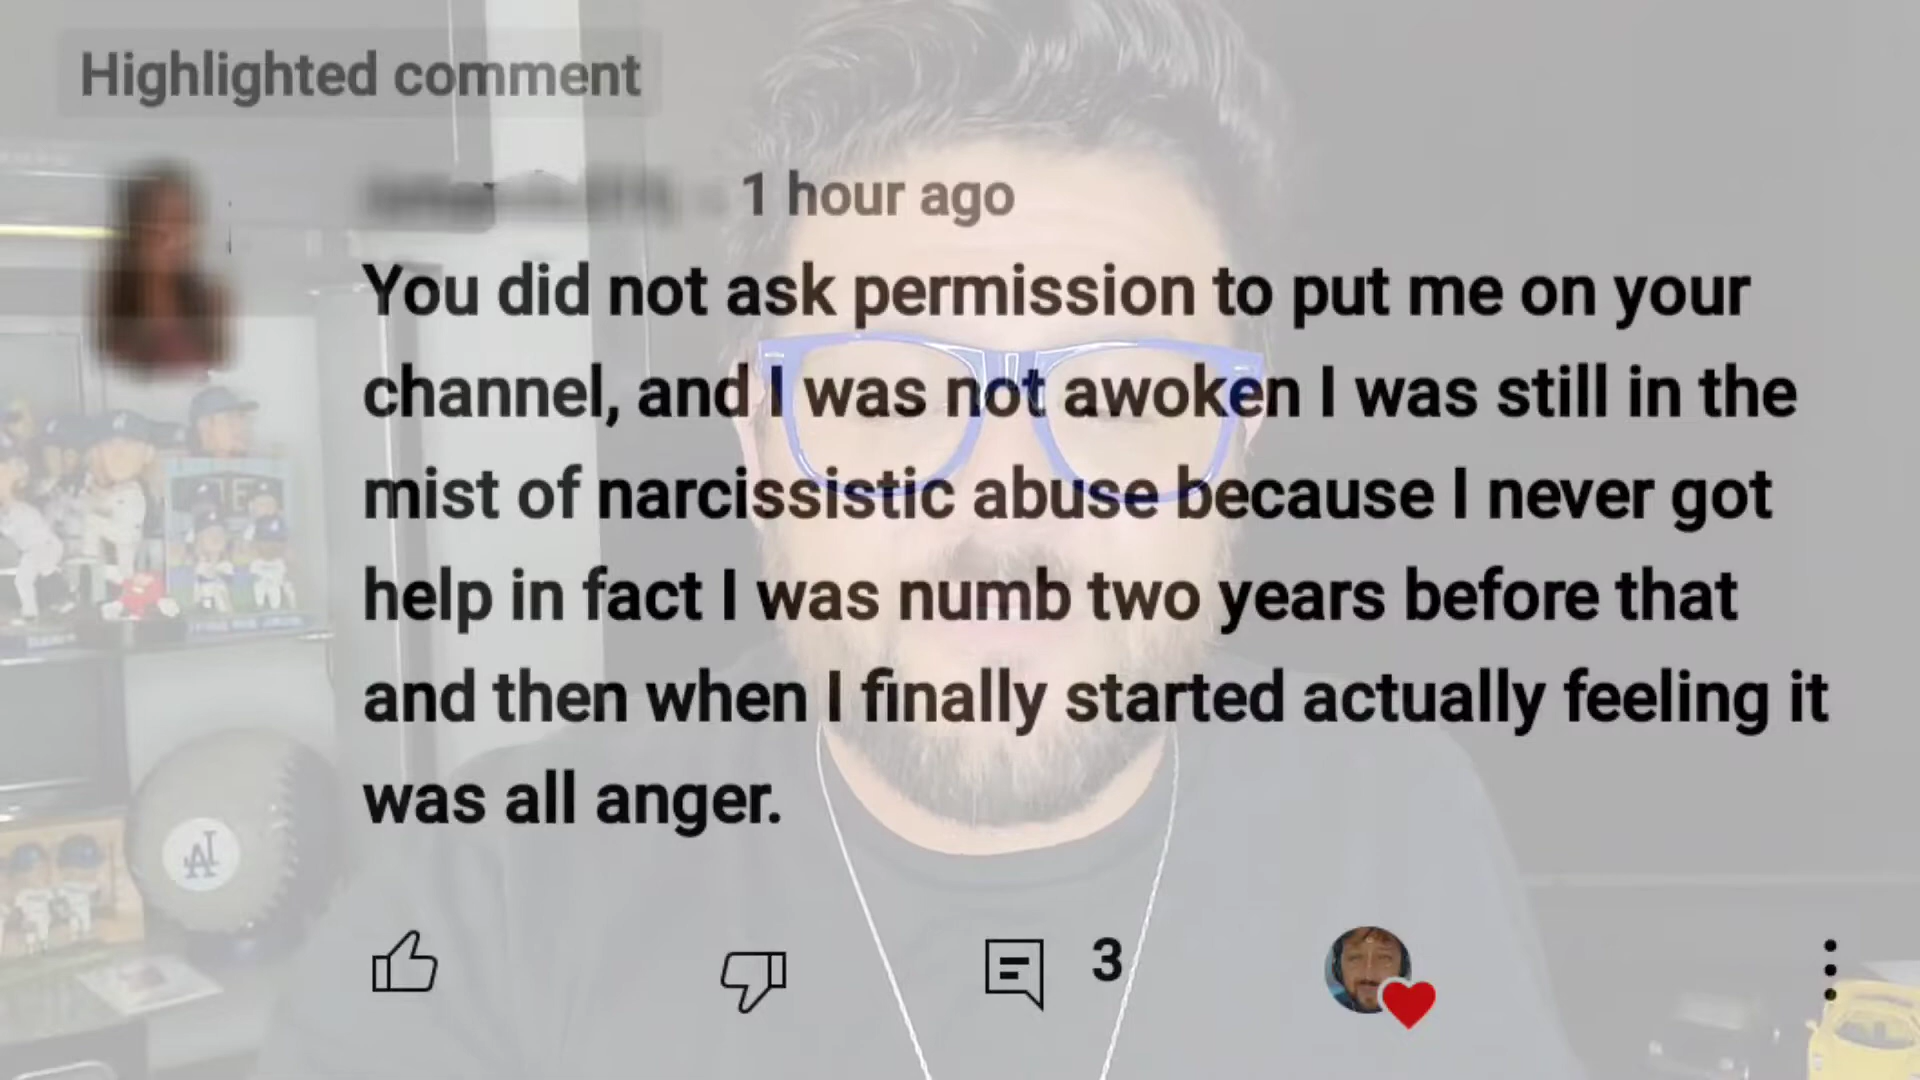 Highlighted comment
1 hour ago
You did not ask permission to put me on your
channel, and I was not awoken I was still in the
mist of narcissistic abuse because I never got
help in fact I was numb two years before that
and then when I finally started actually feeling it
was all anger.
3